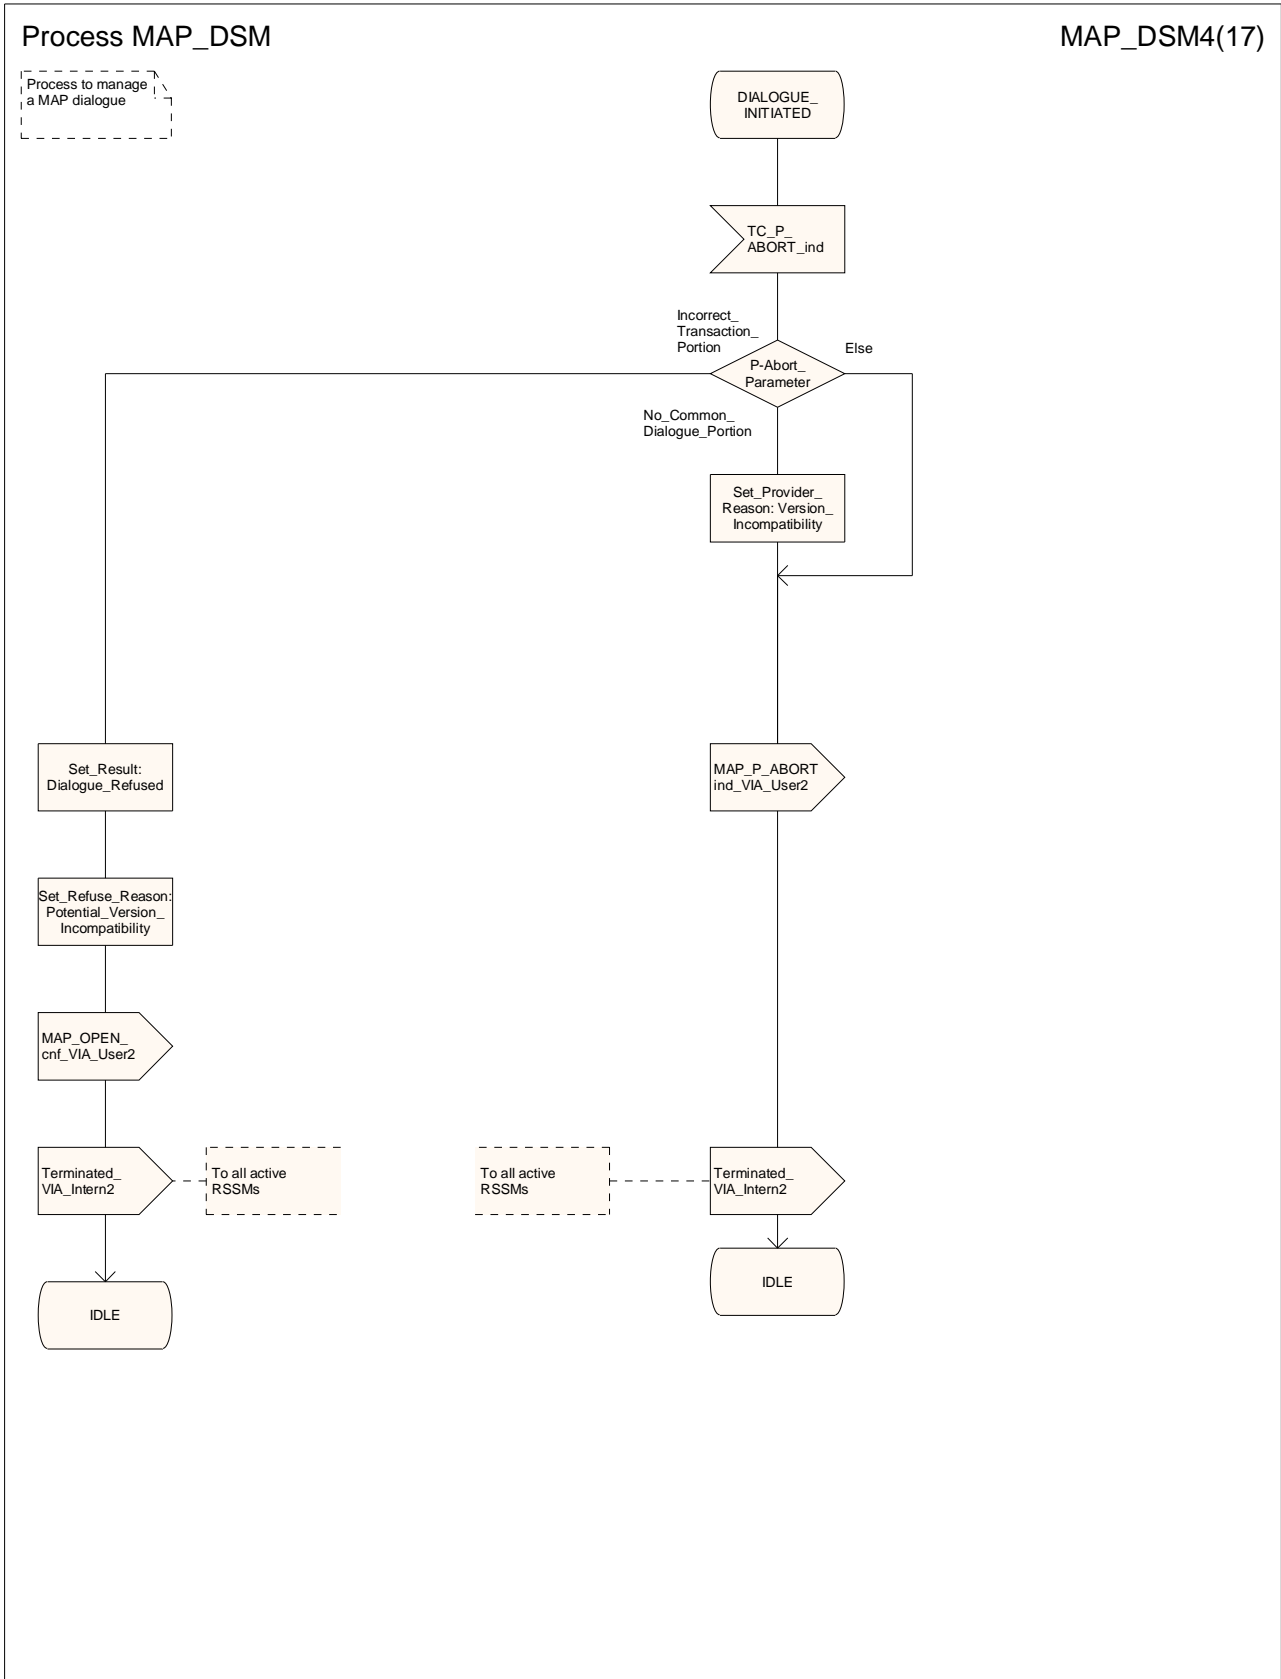 Process MAP_DSM
MAP_DSM4(17)
Process to manage
a MAP dialogue
DIALOGUE_
INITIATED
TC_P_
ABORT_ind
Incorrect_
Transaction_
Portion
Else
P-Abort_
Parameter
No_Common_
Dialogue_Portion
Set_Provider_
Reason: Version_
Incompatibility
Set_Result:
Dialogue_Refused
MAP_P_ABORT
ind_VIA_User2
Set_Refuse_Reason:
Potential_Version_
Incompatibility
MAP_OPEN_
cnf_VIA_User2
Terminated_
VIA_Intern2
To all active
RSSMs
To all active
RSSMs
Terminated_
VIA_Intern2
IDLE
IDLE